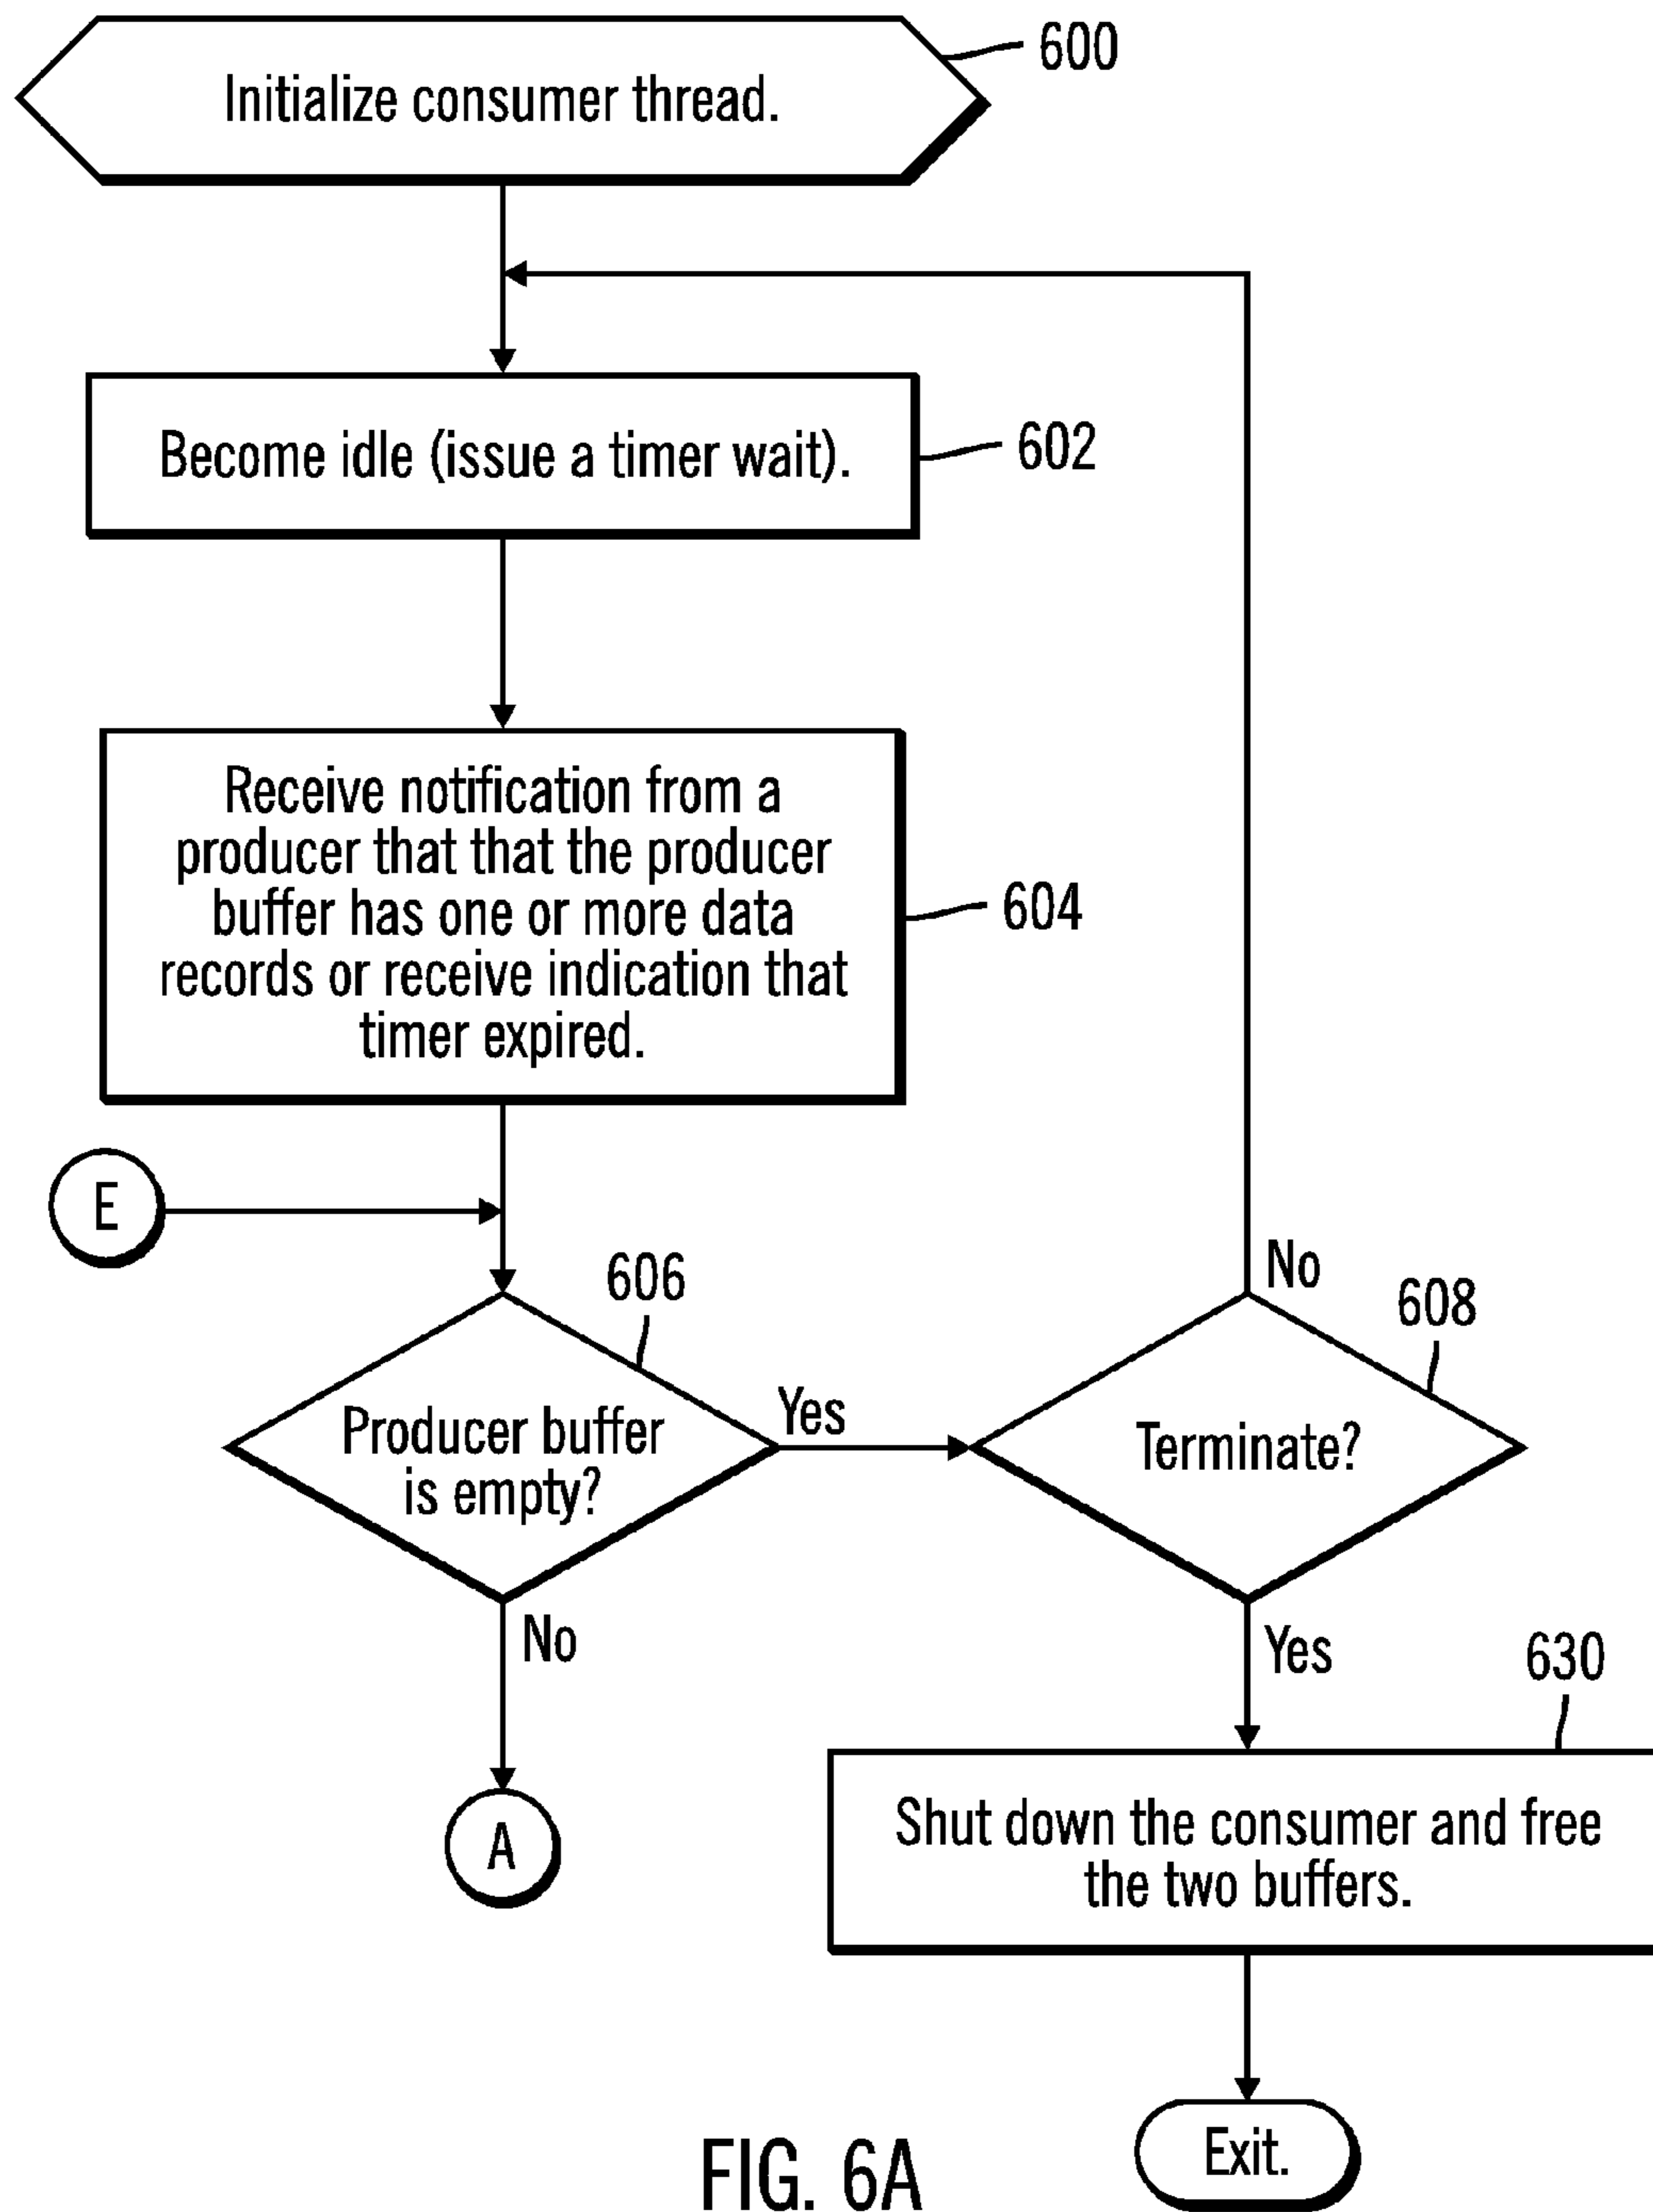 600
Initialize consumer thread.
Become idle (issue a timer wait).
602
Receive notification from a
producer that that the producer
buffer has one or more data
records or receive indication that
timer expired.
604
E
606
Producer buffer
is empty?
Yes
No
608
Terminate?
No
Yes
A
630
Shut down the consumer and free
the two buffers.
Exit.
FIG. 6A